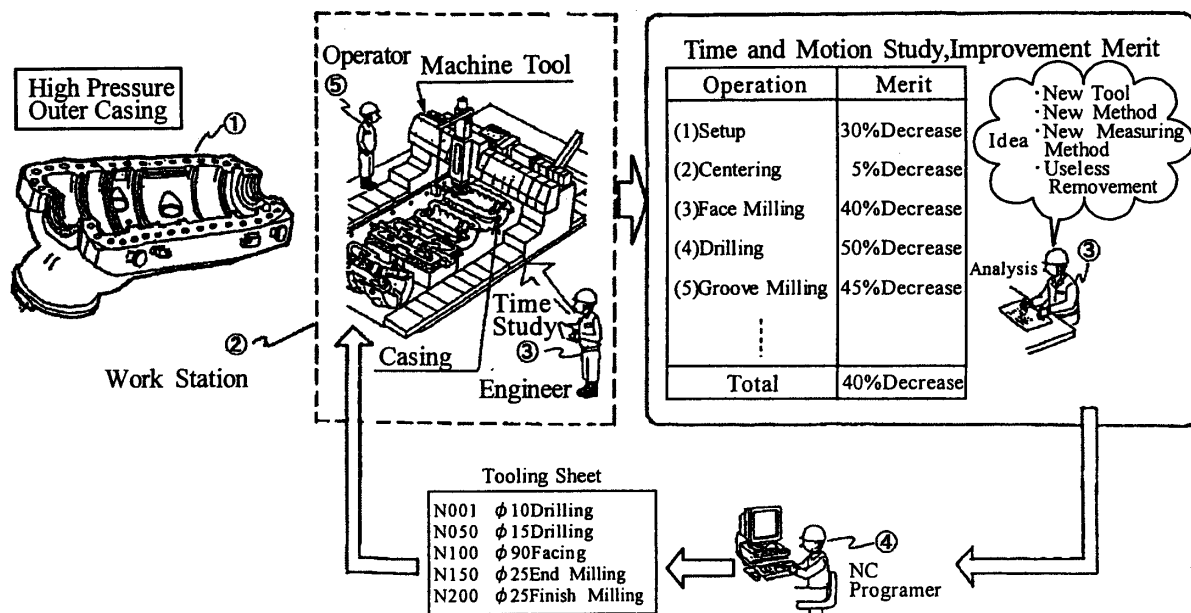 High Pressure
Outer Casing
①
②
Work Station
Operator
⑤
Machine Tool
Time
Study
③
Casing
Engineer
Time and Motion Study,Improvement Merit
Operation Merit
(1)Setup 30%Decrease
(2)Centering 5%Decrease
(3)Face Milling 40%Decrease
(4)Drilling 50%Decrease
(5)Groove Milling 45%Decrease
Total 40%Decrease
Idea
・New Tool
・New Method
・New Measuring
Method
・Useless
Removement
Analysis
③
Tooling Sheet
N001 ϕ10Drilling
N050 ϕ15Drilling
N100 ϕ90Facing
N150 ϕ25End Milling
N200 ϕ25Finish Milling
④
NC
Programer